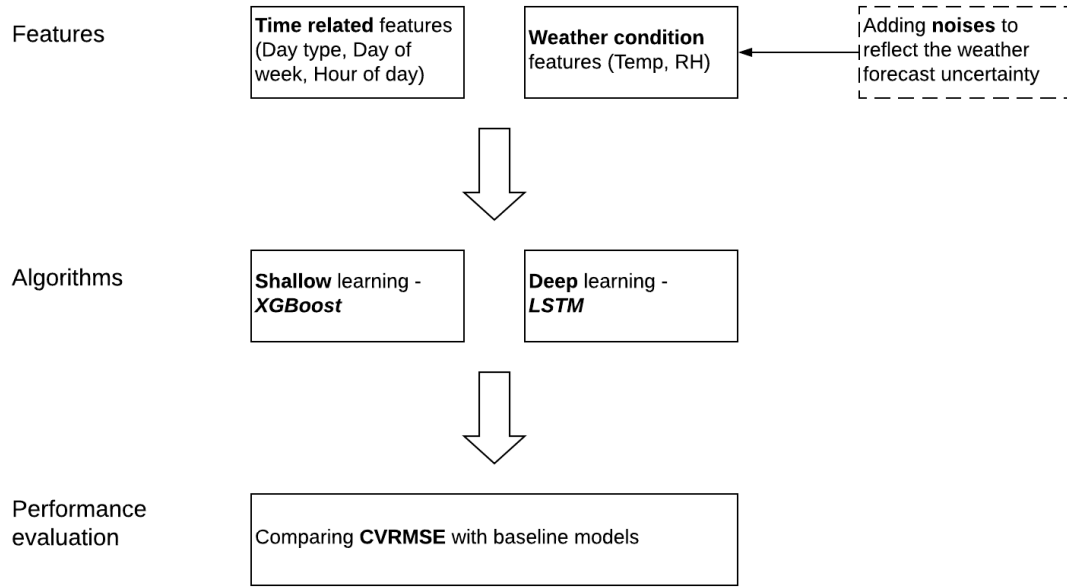 Features
Time related features
(Day type, Day of
week, Hour of day)
Weather condition
features (Temp, RH)
Adding noises to
reflect the weather
forecast uncertainty
Algorithms
Shallow learning -
XGBoost
Deep learning -
LSTM
Performance
evaluation
Comparing CVRMSE with baseline models